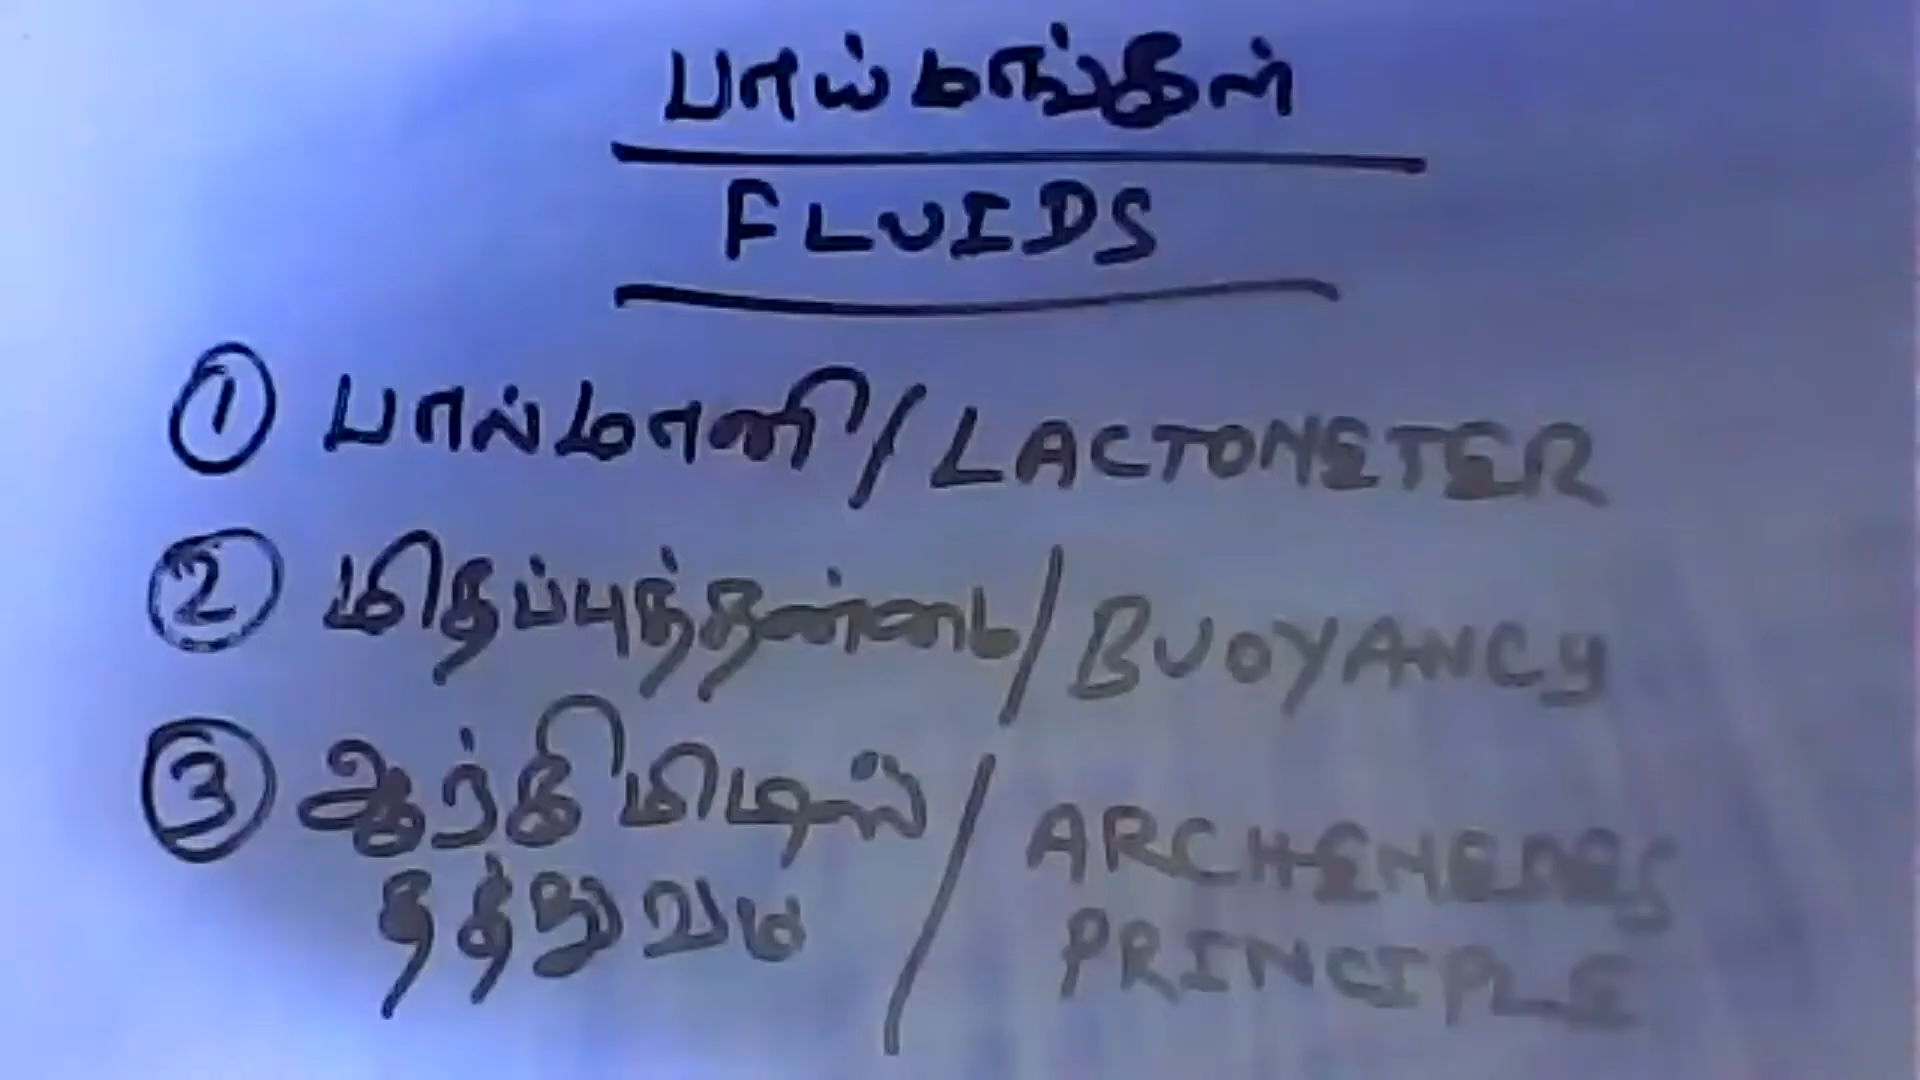 பாய்மங்கள்
FLUIDS
① பால்மானி / LACTOMETER
② மிதப்புத்தன்மை / BUOYANCY
③ ஆர்கிமிடிஸ் / ARCHEMEDES
தத்துவம் PRINCIPLE